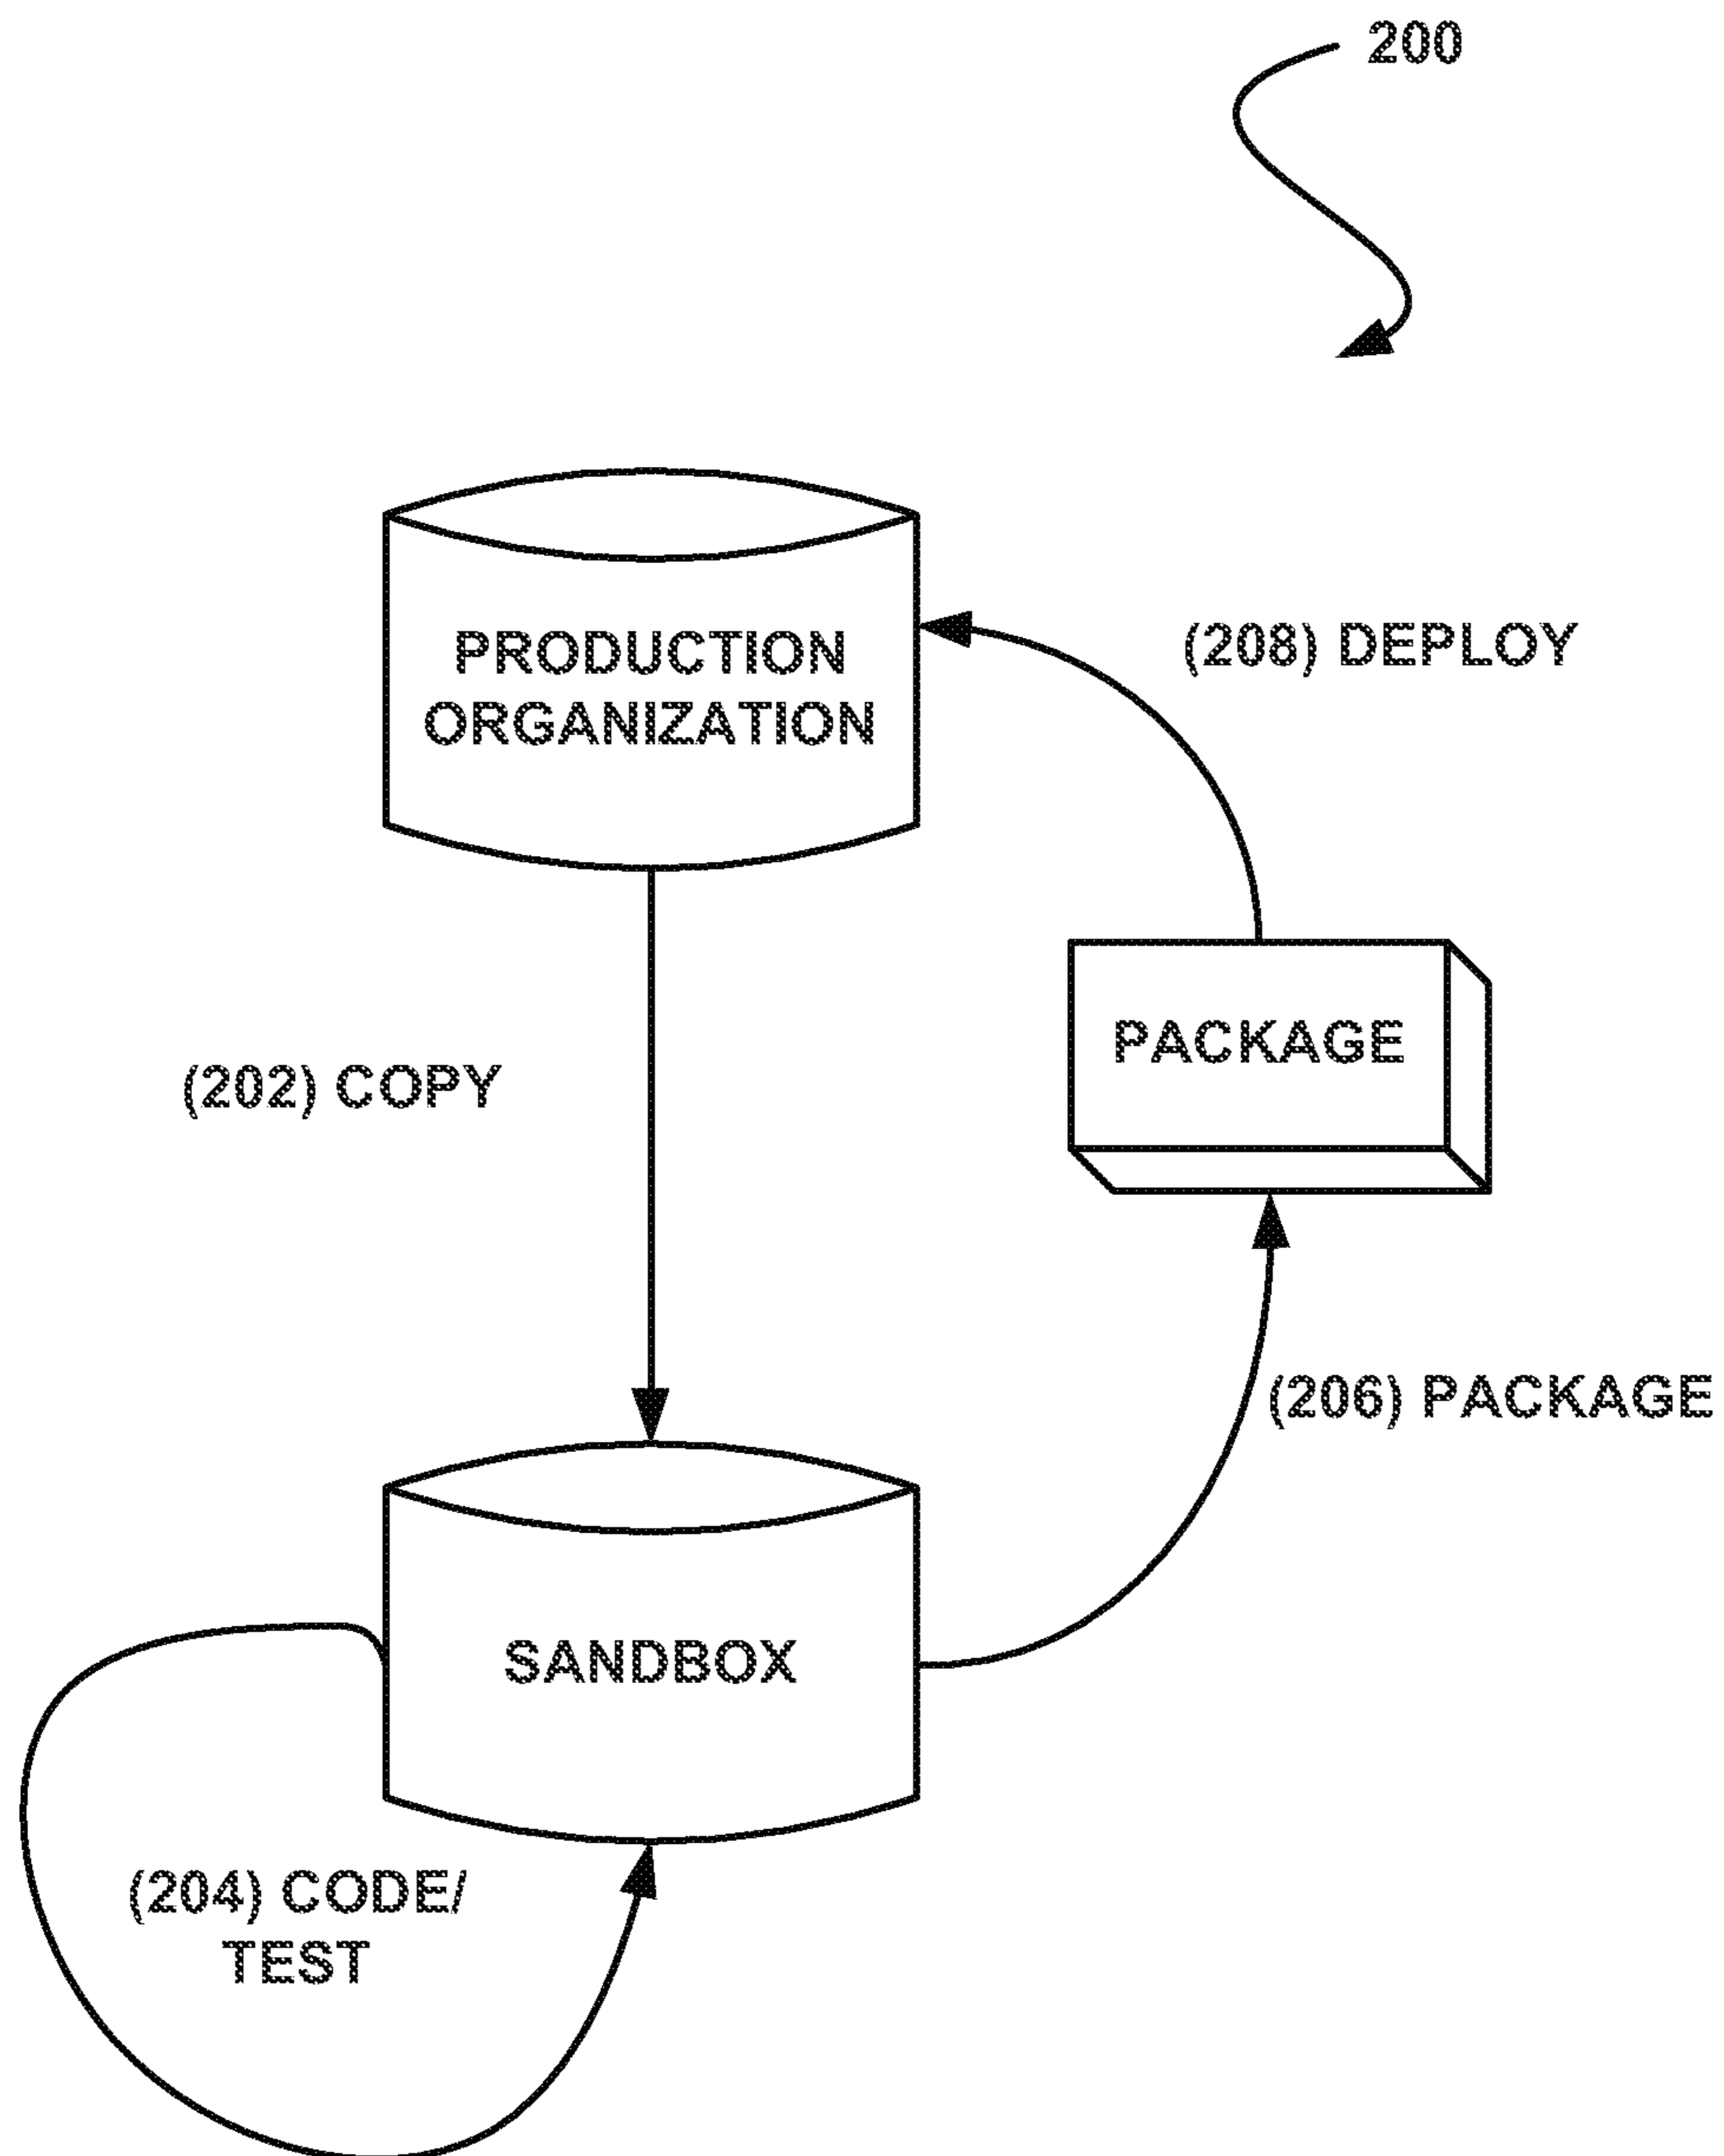 200
PRODUCTION
ORGANIZATION
(208) DEPLOY
PACKAGE
(202) COPY
(206) PACKAGE
SANDBOX
(204) CODE/
TEST